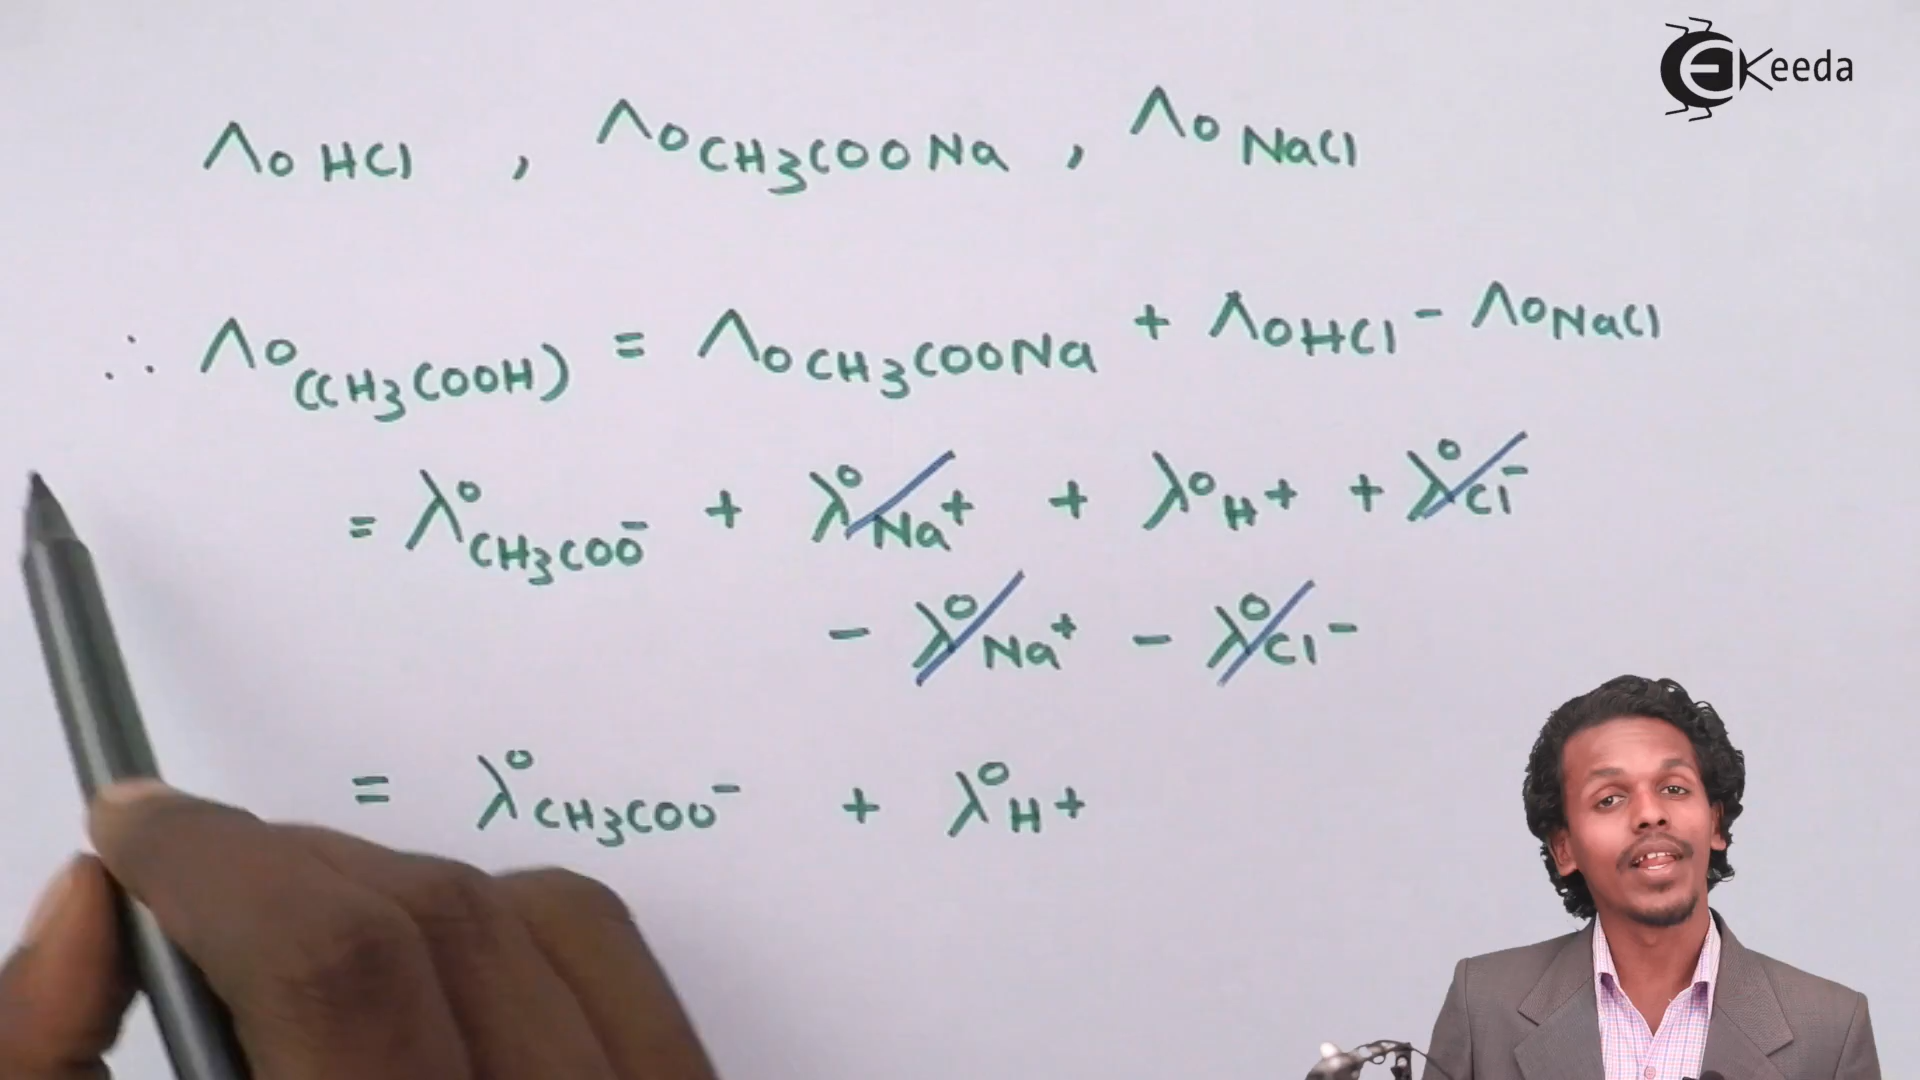 EKeeda
Λo HCl , Λo CH3COONa , Λo NaCl
∴ Λo (CH3COOH) = Λo CH3COONa + Λo HCl - Λo NaCl
= λ° CH3COO⁻ + λ° Na⁺ + λ° H+ + λ° Cl⁻
- λ° Na⁺ - λ° Cl⁻
= λ° CH3COO⁻ + λ° H+